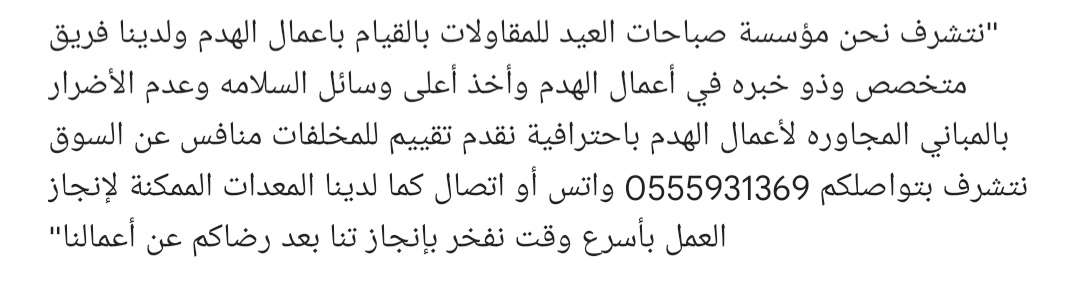 "نتشرف نحن مؤسسة صباحات العيد للمقاولات بالقيام باعمال الهدم ولدينا فريق
متخصص وذو خبره في أعمال الهدم وأخذ أعلى وسائل السلامه وعدم الأضرار
بالمباني المجاوره لأعمال الهدم باحترافية نقدم تقييم للمخلفات منافس عن السوق
نتشرف بتواصلكم 0555931369 واتس أو اتصال كما لدينا المعدات الممكنة لإنجاز
العمل بأسرع وقت نفخر بإنجاز تنا بعد رضاكم عن أعمالنا"